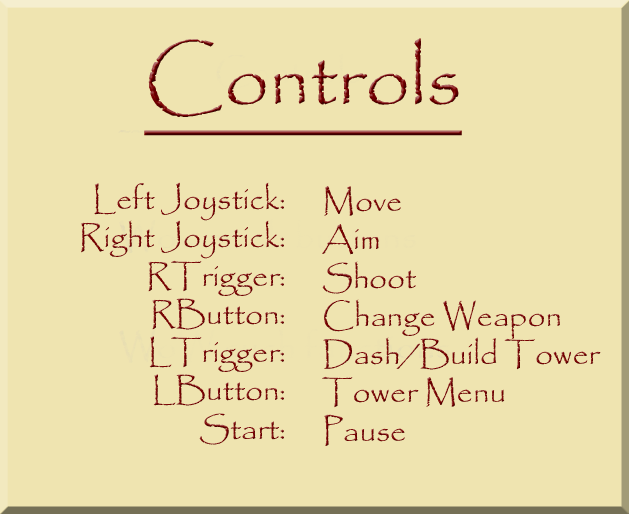 Controls
Left Joystick: Move
Right Joystick: Aim
RTrigger: Shoot
RButton: Change Weapon
LTrigger: Dash/Build Tower
LButton: Tower Menu
Start: Pause